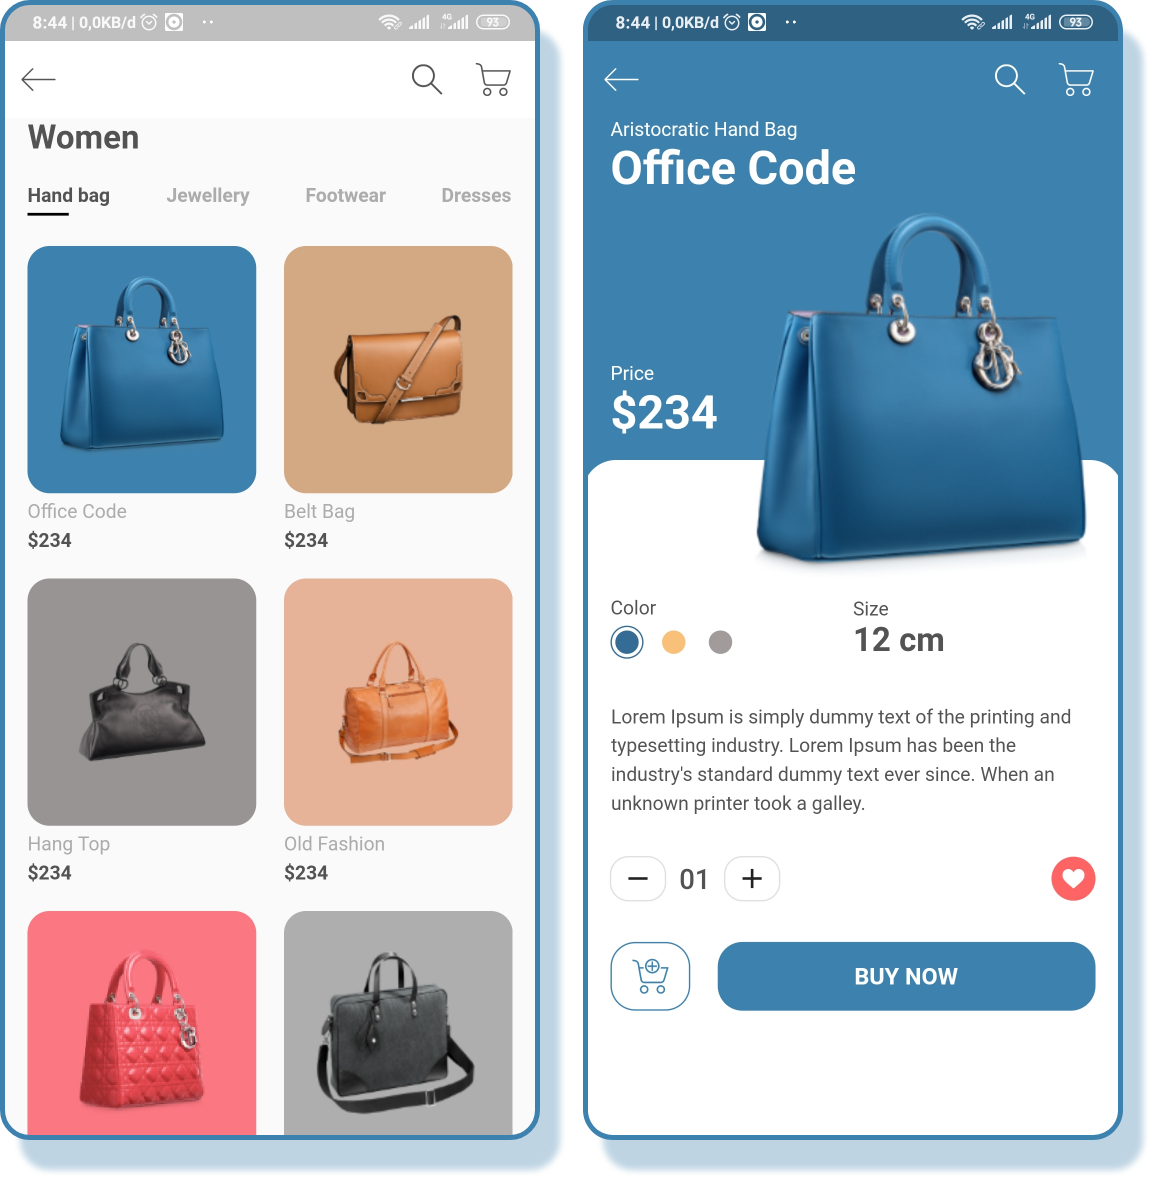 8:44 | 0,0KB/d
4G
93
Women
Hand bag Jewellery Footwear Dresses
Office Code
$234
Belt Bag
$234
Hang Top
$234
Old Fashion
$234
8:44 | 0,0KB/d
4G
93
Aristocratic Hand Bag
Office Code
Price
$234
Color
Size
12 cm
Lorem Ipsum is simply dummy text of the printing and
typesetting industry. Lorem Ipsum has been the
industry's standard dummy text ever since. When an
unknown printer took a galley.
01
BUY NOW